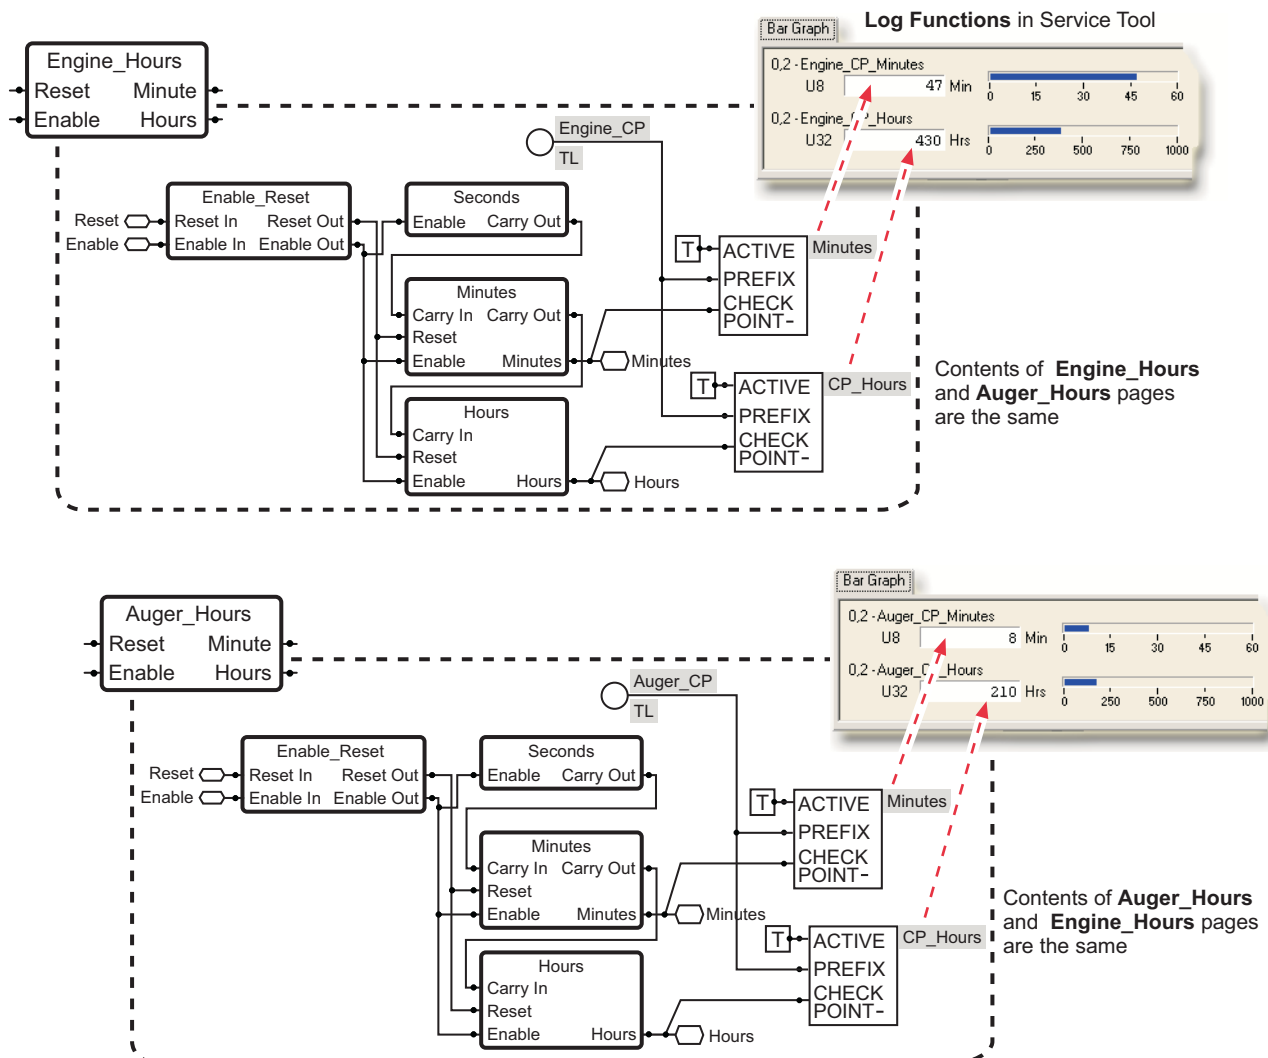 Log Functions in Service Tool
Bar Graph
0,2 - Engine_CP_Minutes
U8 47 Min
0 15 30 45 60
0,2 - Engine_CP_Hours
U32 430 Hrs
0 250 500 750 1000
Engine_Hours
Reset Minute
Enable Hours
Engine_CP
TL
Enable_Reset
Reset Reset In Reset Out
Enable Enable In Enable Out
Seconds
Enable Carry Out
Minutes
Carry In Carry Out
Reset
Enable Minutes
Minutes
Hours
Carry In
Reset
Enable Hours
Hours
T ACTIVE Minutes
PREFIX
CHECK
POINT-
T ACTIVE CP_Hours
PREFIX
CHECK
POINT-
Contents of Engine_Hours
and Auger_Hours pages
are the same
Bar Graph
0,2 - Auger_CP_Minutes
U8 8 Min
0 15 30 45 60
0,2 - Auger_CP_Hours
U32 210 Hrs
0 250 500 750 1000
Auger_Hours
Reset Minute
Enable Hours
Auger_CP
TL
Enable_Reset
Reset Reset In Reset Out
Enable Enable In Enable Out
Seconds
Enable Carry Out
Minutes
Carry In Carry Out
Reset
Enable Minutes
Minutes
Hours
Carry In
Reset
Enable Hours
Hours
T ACTIVE Minutes
PREFIX
CHECK
POINT-
T ACTIVE CP_Hours
PREFIX
CHECK
POINT-
Contents of Auger_Hours
and Engine_Hours pages
are the same